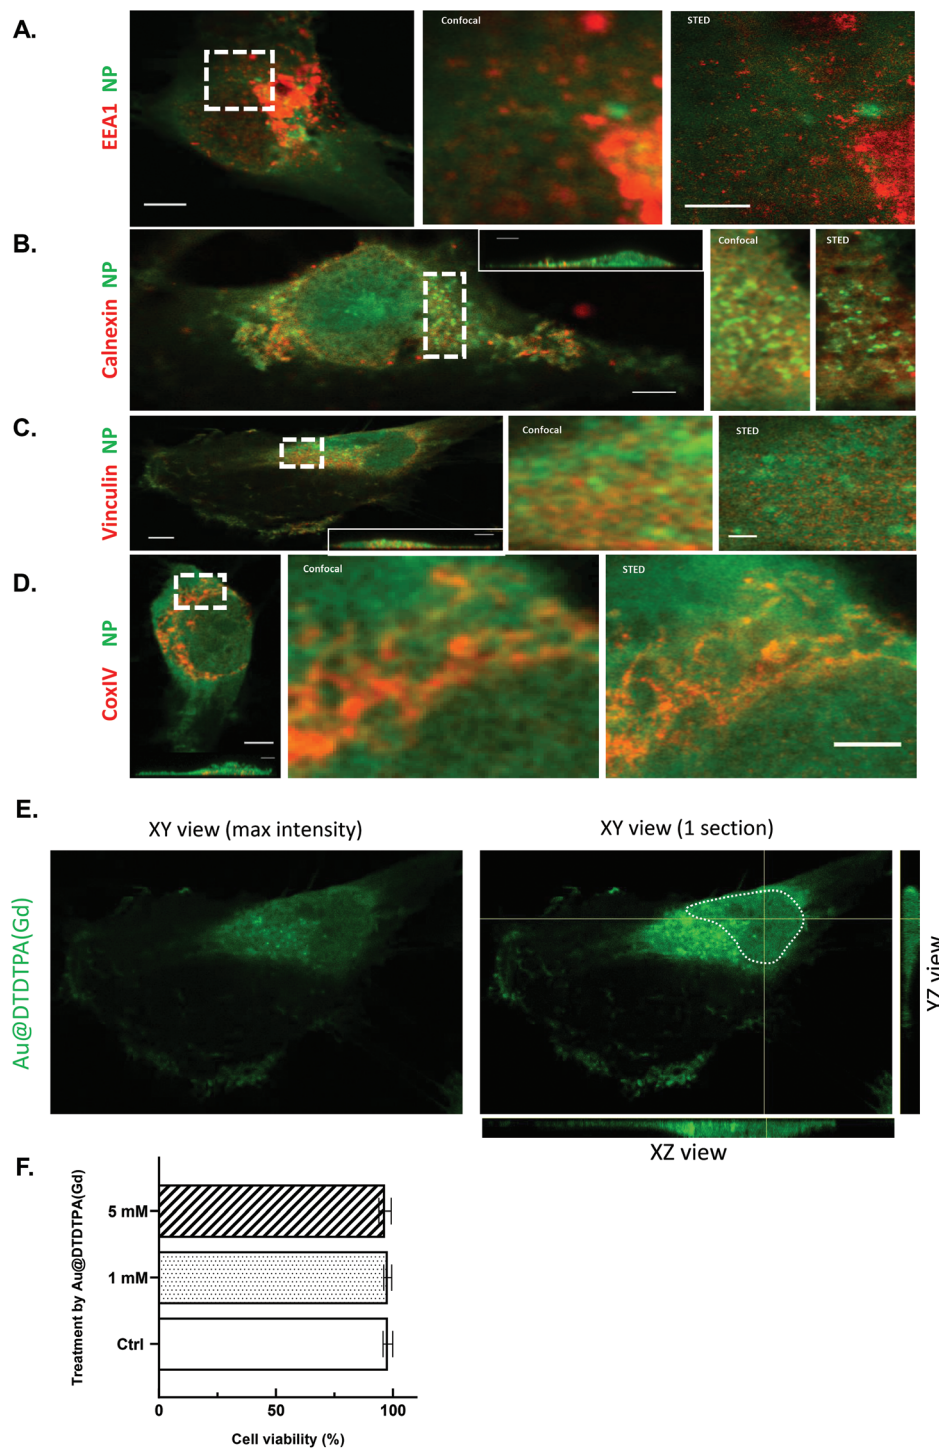 A.
EEA1 NP
Confocal
STED
B.
Calnexin NP
Confocal
STED
C.
Vinculin NP
Confocal
STED
D.
CoxIV NP
Confocal
STED
E.
XY view (max intensity)
XY view (1 section)
Au@DTDTPA(Gd)
YZ view
XZ view
F.
Treatment by Au@DTDTPA(Gd)
5 mM
1 mM
Ctrl
0
50
100
Cell viability (%)